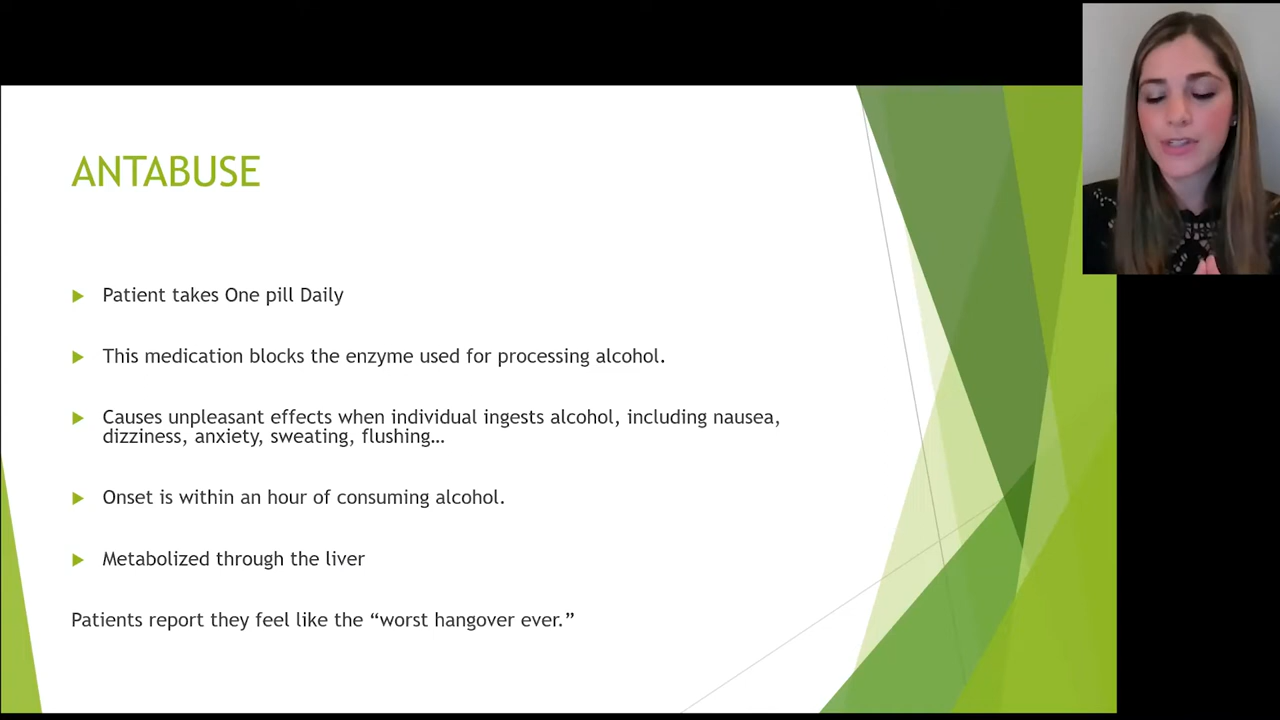 ANTABUSE
Patient takes One pill Daily
This medication blocks the enzyme used for processing alcohol.
Causes unpleasant effects when individual ingests alcohol, including nausea,
dizziness, anxiety, sweating, flushing…
Onset is within an hour of consuming alcohol.
Metabolized through the liver
Patients report they feel like the “worst hangover ever.”